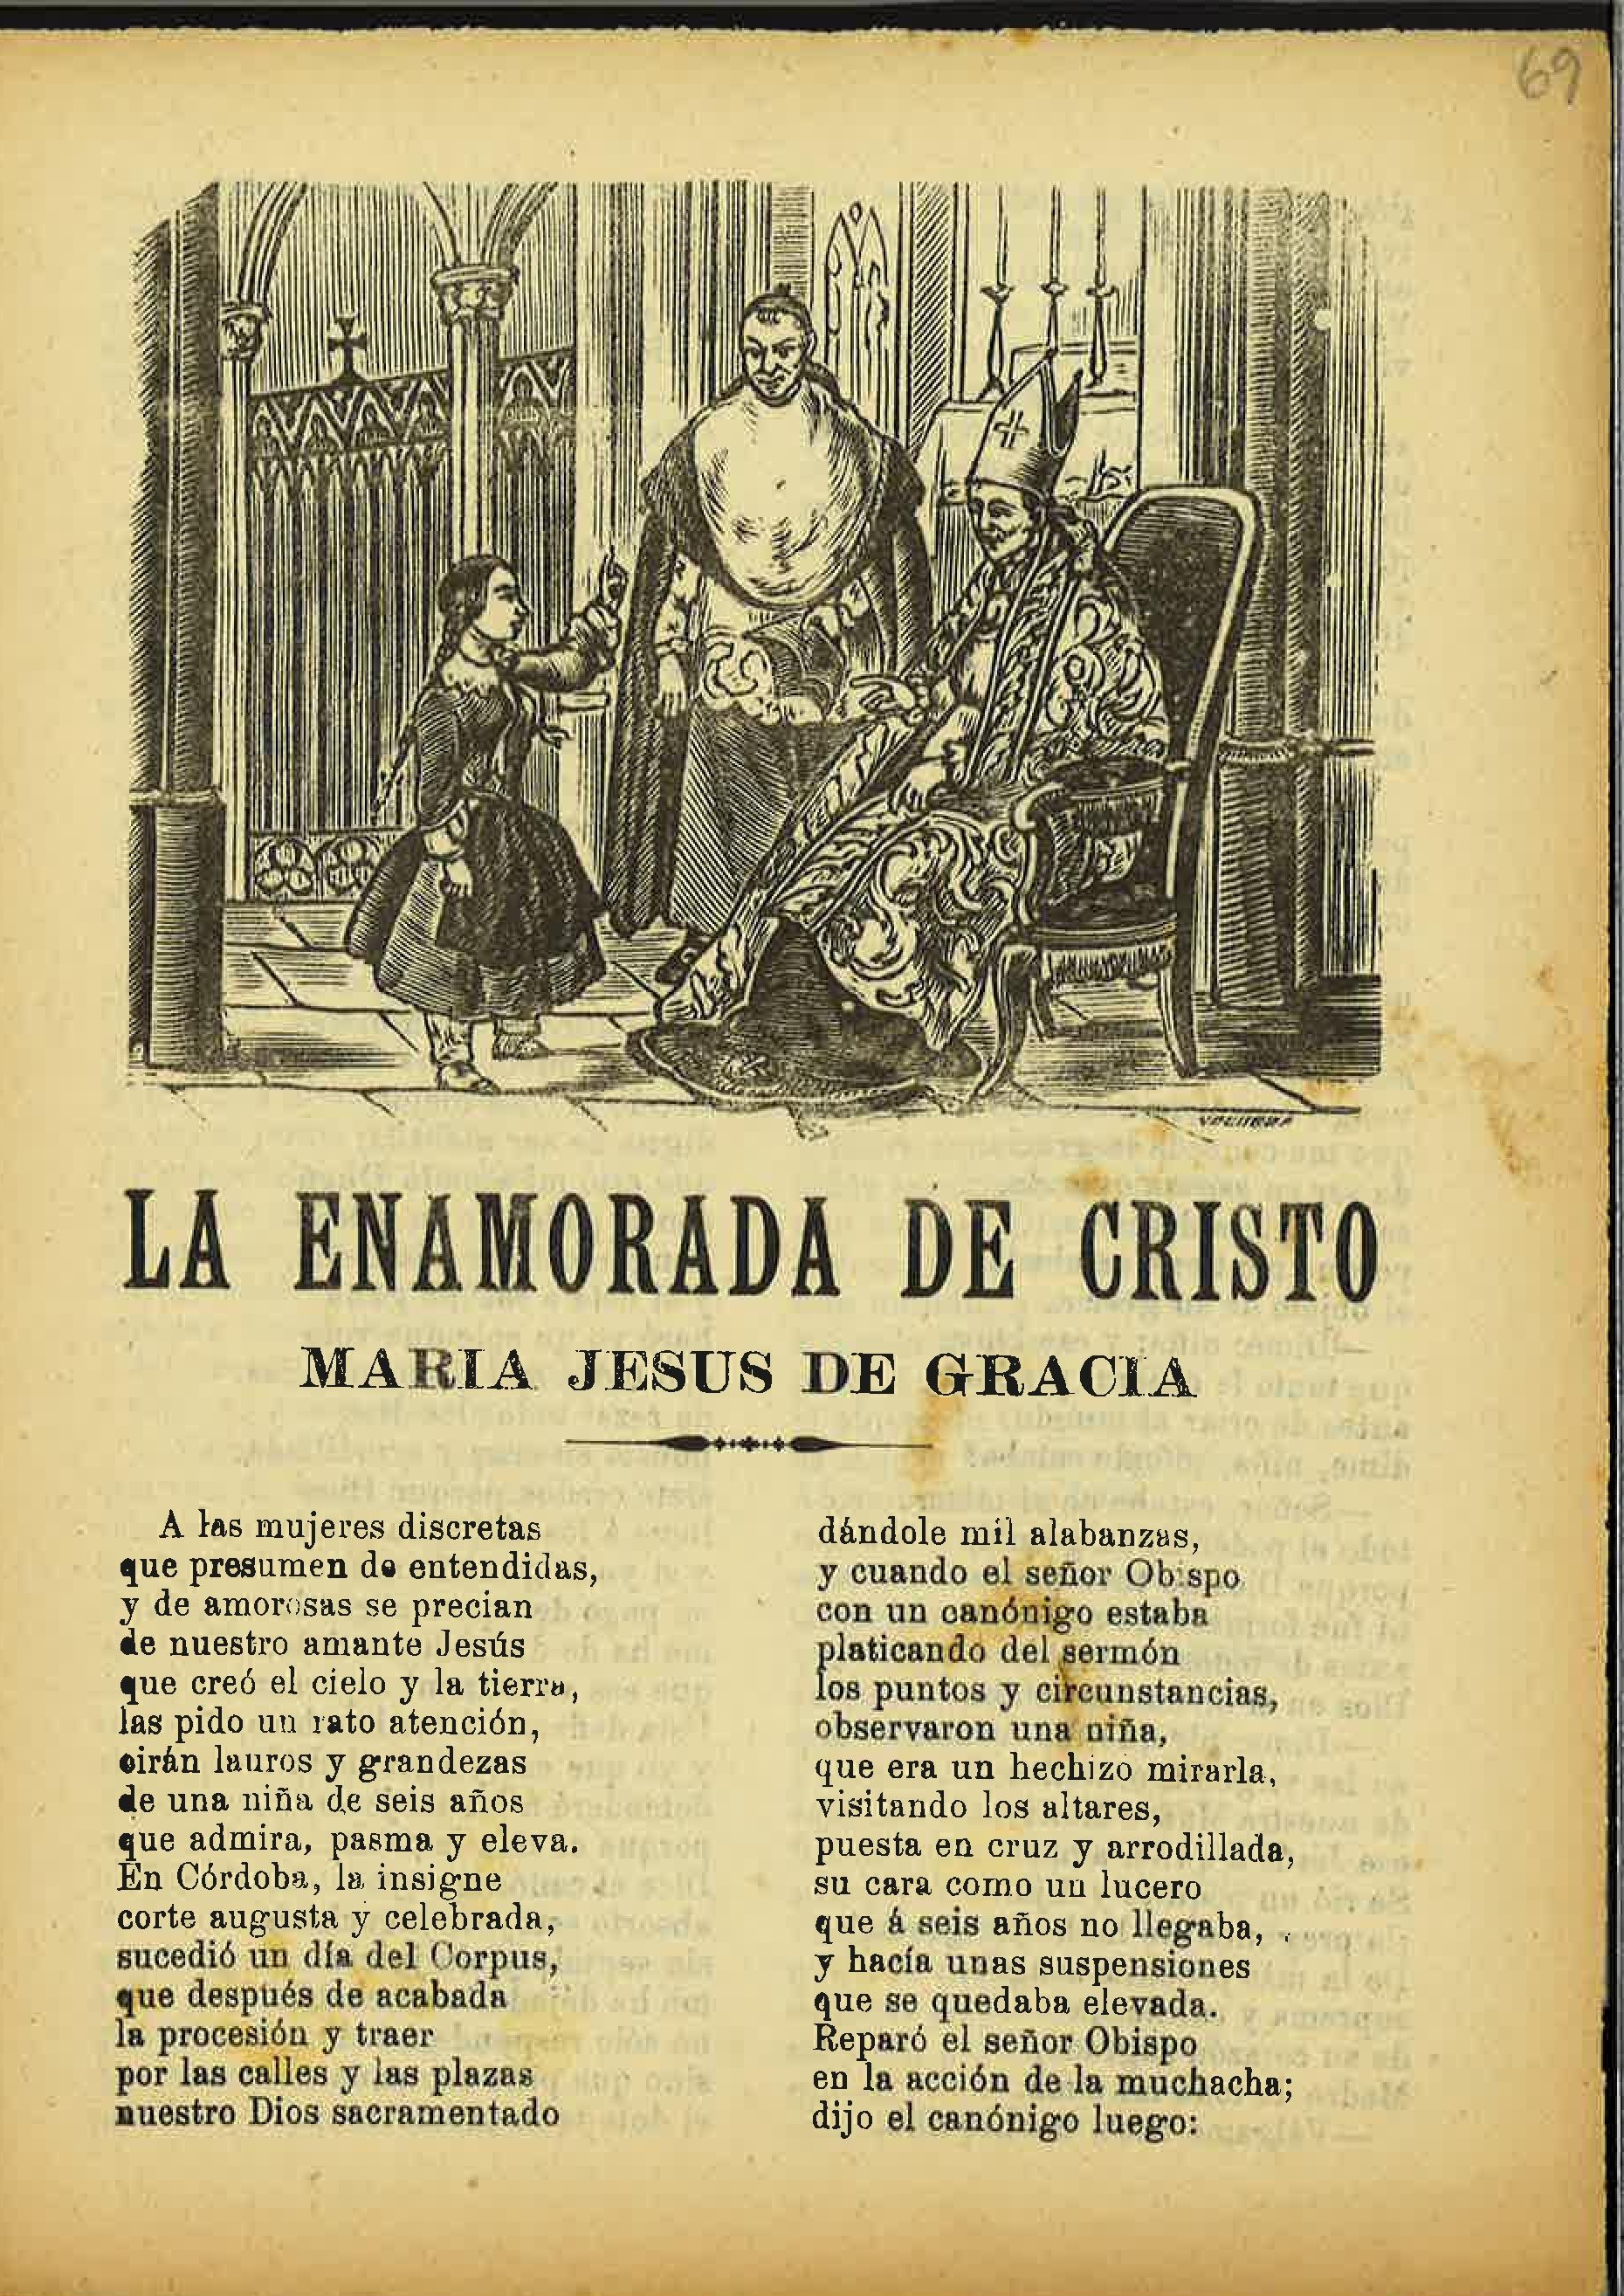 69
LA ENAMORADA DE CRISTO
MARIA JESUS DE GRACIA
A las mujeres discretas
que presumen de entendidas,
y de amorosas se precian
de nuestro amante Jesús
que creó el cielo y la tierra,
las pido un rato atención,
oirán lauros y grandezas
de una niña de seis años
que admira, pasma y eleva.
En Córdoba, la insigne
corte augusta y celebrada,
sucedió un día del Corpus,
que después de acabada
la procesión y traer
por las calles y las plazas
nuestro Dios sacramentado
dándole mil alabanzas,
y cuando el señor Obispo
con un canónigo estaba
platicando del sermón
los puntos y circunstancias,
observaron una niña,
que era un hechizo mirarla,
visitando los altares,
puesta en cruz y arrodillada,
su cara como un lucero
que á seis años no llegaba,
y hacía unas suspensiones
que se quedaba elevada.
Reparó el señor Obispo
en la acción de la muchacha;
dijo el canónigo luego: